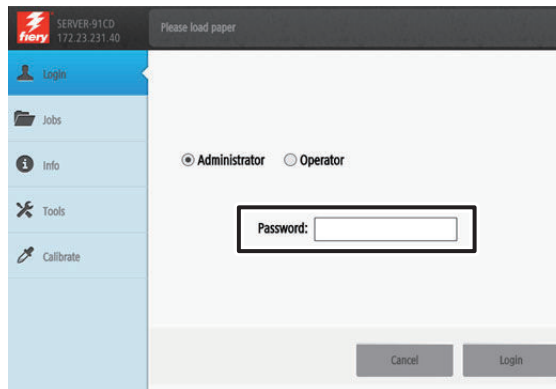 fiery
SERVER-91CD
172.23.231.40
Please load paper
Login
Jobs
Info
Tools
Calibrate
Administrator
Operator
Password:
Cancel
Login